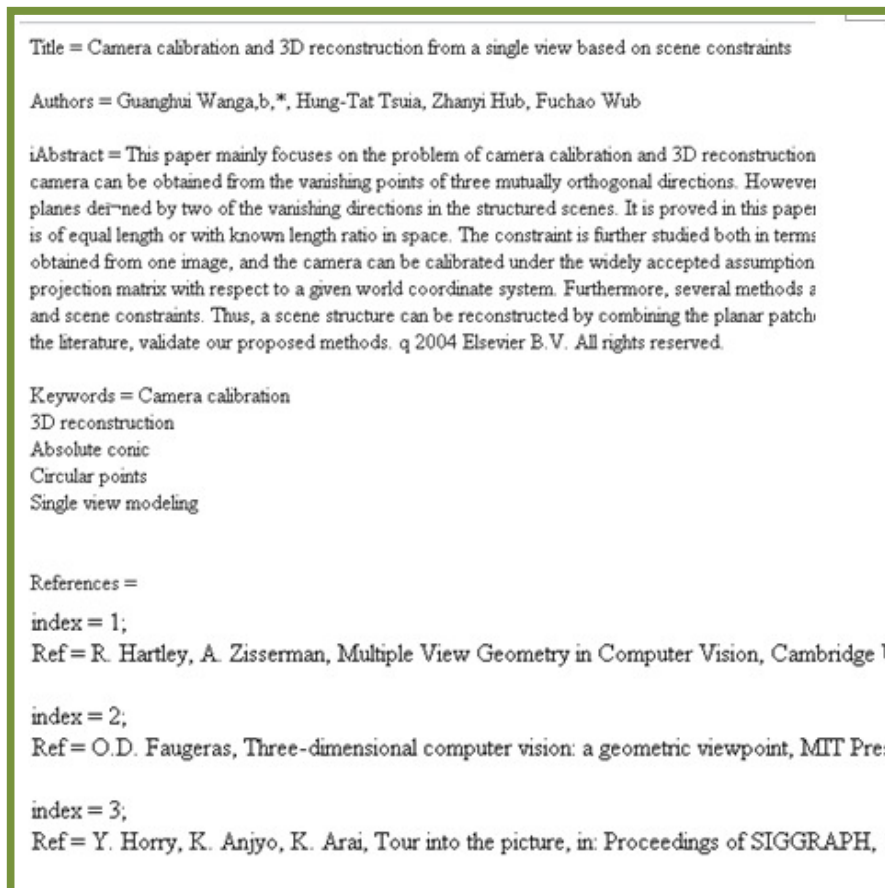 Title = Camera calibration and 3D reconstruction from a single view based on scene constraints
Authors = Guanghui Wanga,b,*, Hung-Tat Tsuia, Zhanyi Hub, Fuchao Wub
iAbstract = This paper mainly focuses on the problem of camera calibration and 3D reconstruction
camera can be obtained from the vanishing points of three mutually orthogonal directions. However
planes deï¬ned by two of the vanishing directions in the structured scenes. It is proved in this paper
is of equal length or with known length ratio in space. The constraint is further studied both in terms
obtained from one image, and the camera can be calibrated under the widely accepted assumption
projection matrix with respect to a given world coordinate system. Furthermore, several methods a
and scene constraints. Thus, a scene structure can be reconstructed by combining the planar patch
the literature, validate our proposed methods. q 2004 Elsevier B.V. All rights reserved.
Keywords = Camera calibration
3D reconstruction
Absolute conic
Circular points
Single view modeling
References =
index = 1;
Ref = R. Hartley, A. Zisserman, Multiple View Geometry in Computer Vision, Cambridge
index = 2;
Ref = O.D. Faugeras, Three-dimensional computer vision: a geometric viewpoint, MIT Pres
index = 3;
Ref = Y. Horry, K. Anjyo, K. Arai, Tour into the picture, in: Proceedings of SIGGRAPH,